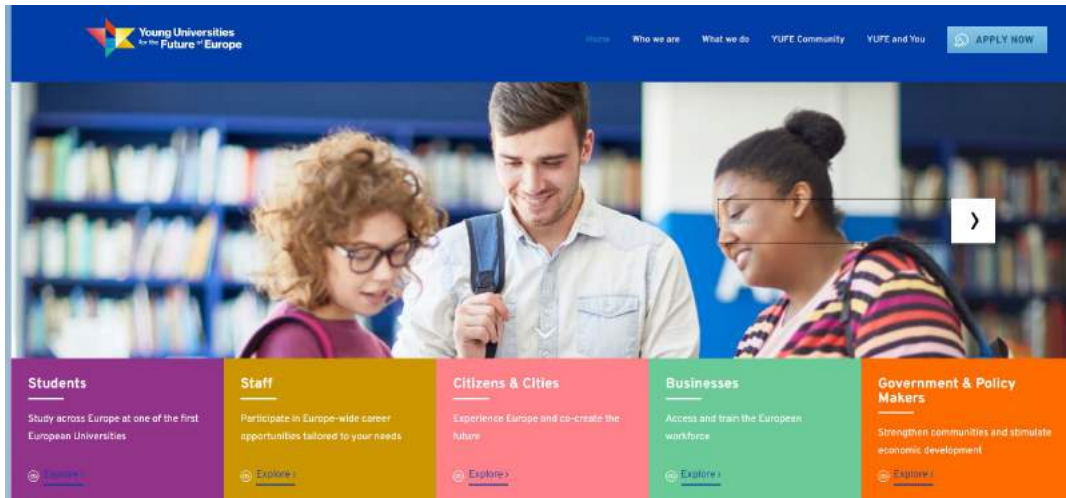 Young Universities
for the Future of Europe
Home Who we are What we do YUFE Community YUFE and You APPLY NOW
Students
Study across Europe at one of the first
European Universities
Explore ›
Staff
Participate in Europe-wide career
opportunities tailored to your needs
Explore ›
Citizens & Cities
Experience Europe and co-create the
future
Explore ›
Businesses
Access and train the European
workforce
Explore ›
Government & Policy
Makers
Strengthen communities and stimulate
economic development
Explore ›